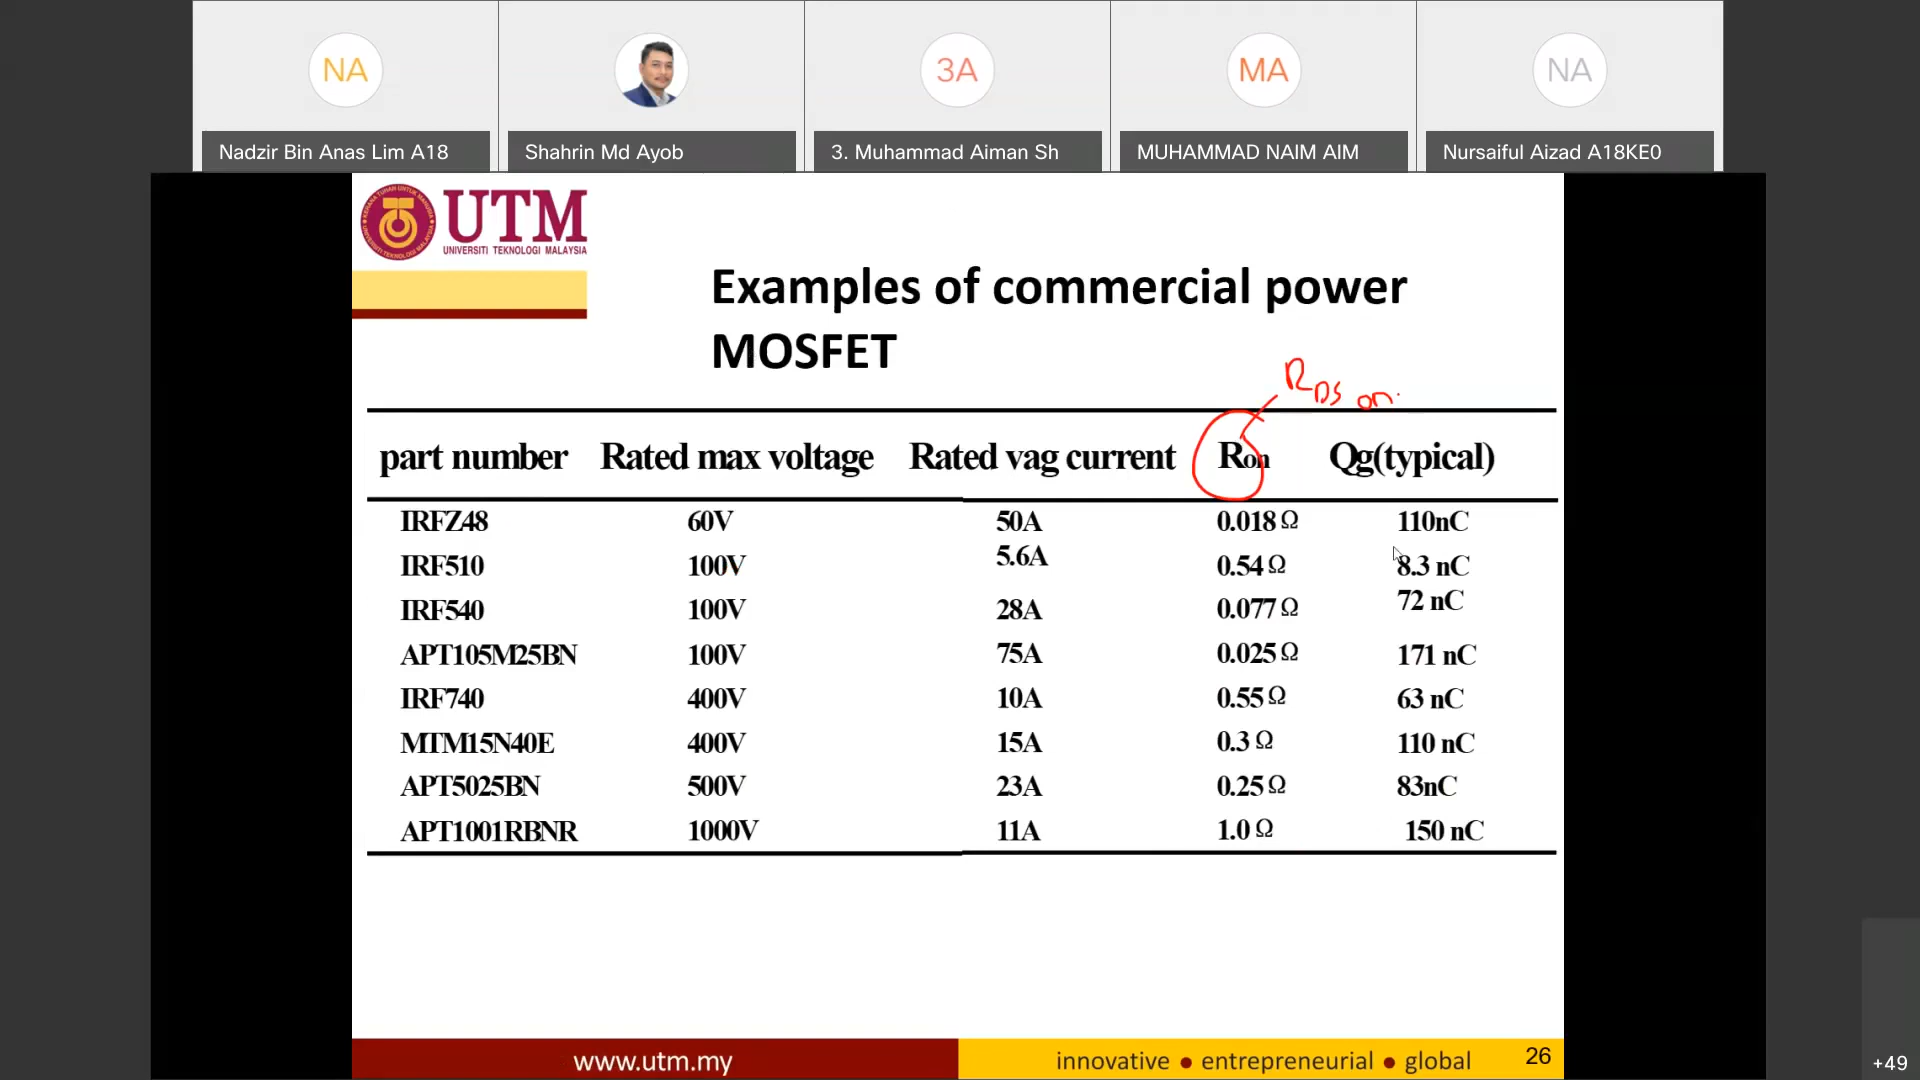 NA
3A
MA
NA
Nadzir Bin Anas Lim A18
Shahrin Md Ayob
3. Muhammad Aiman Sh
MUHAMMAD NAIM AIM
Nursaiful Aizad A18KE0
UTM
UNIVERSITI TEKNOLOGI MALAYSIA
Examples of commercial power
MOSFET
RDS on.
part number Rated max voltage Rated vag current Ron Qg(typical)
IRFZ48 60V 50A 0.018 Ω 110nC
IRF510 100V 5.6A 0.54 Ω 8.3 nC
IRF540 100V 28A 0.077 Ω 72 nC
APT105M25BN 100V 75A 0.025 Ω 171 nC
IRF740 400V 10A 0.55 Ω 63 nC
MTM15N40E 400V 15A 0.3 Ω 110 nC
APT5025BN 500V 23A 0.25 Ω 83nC
APT1001RBNR 1000V 11A 1.0 Ω 150 nC
www.utm.my
innovative ● entrepreneurial ● global
26
+49